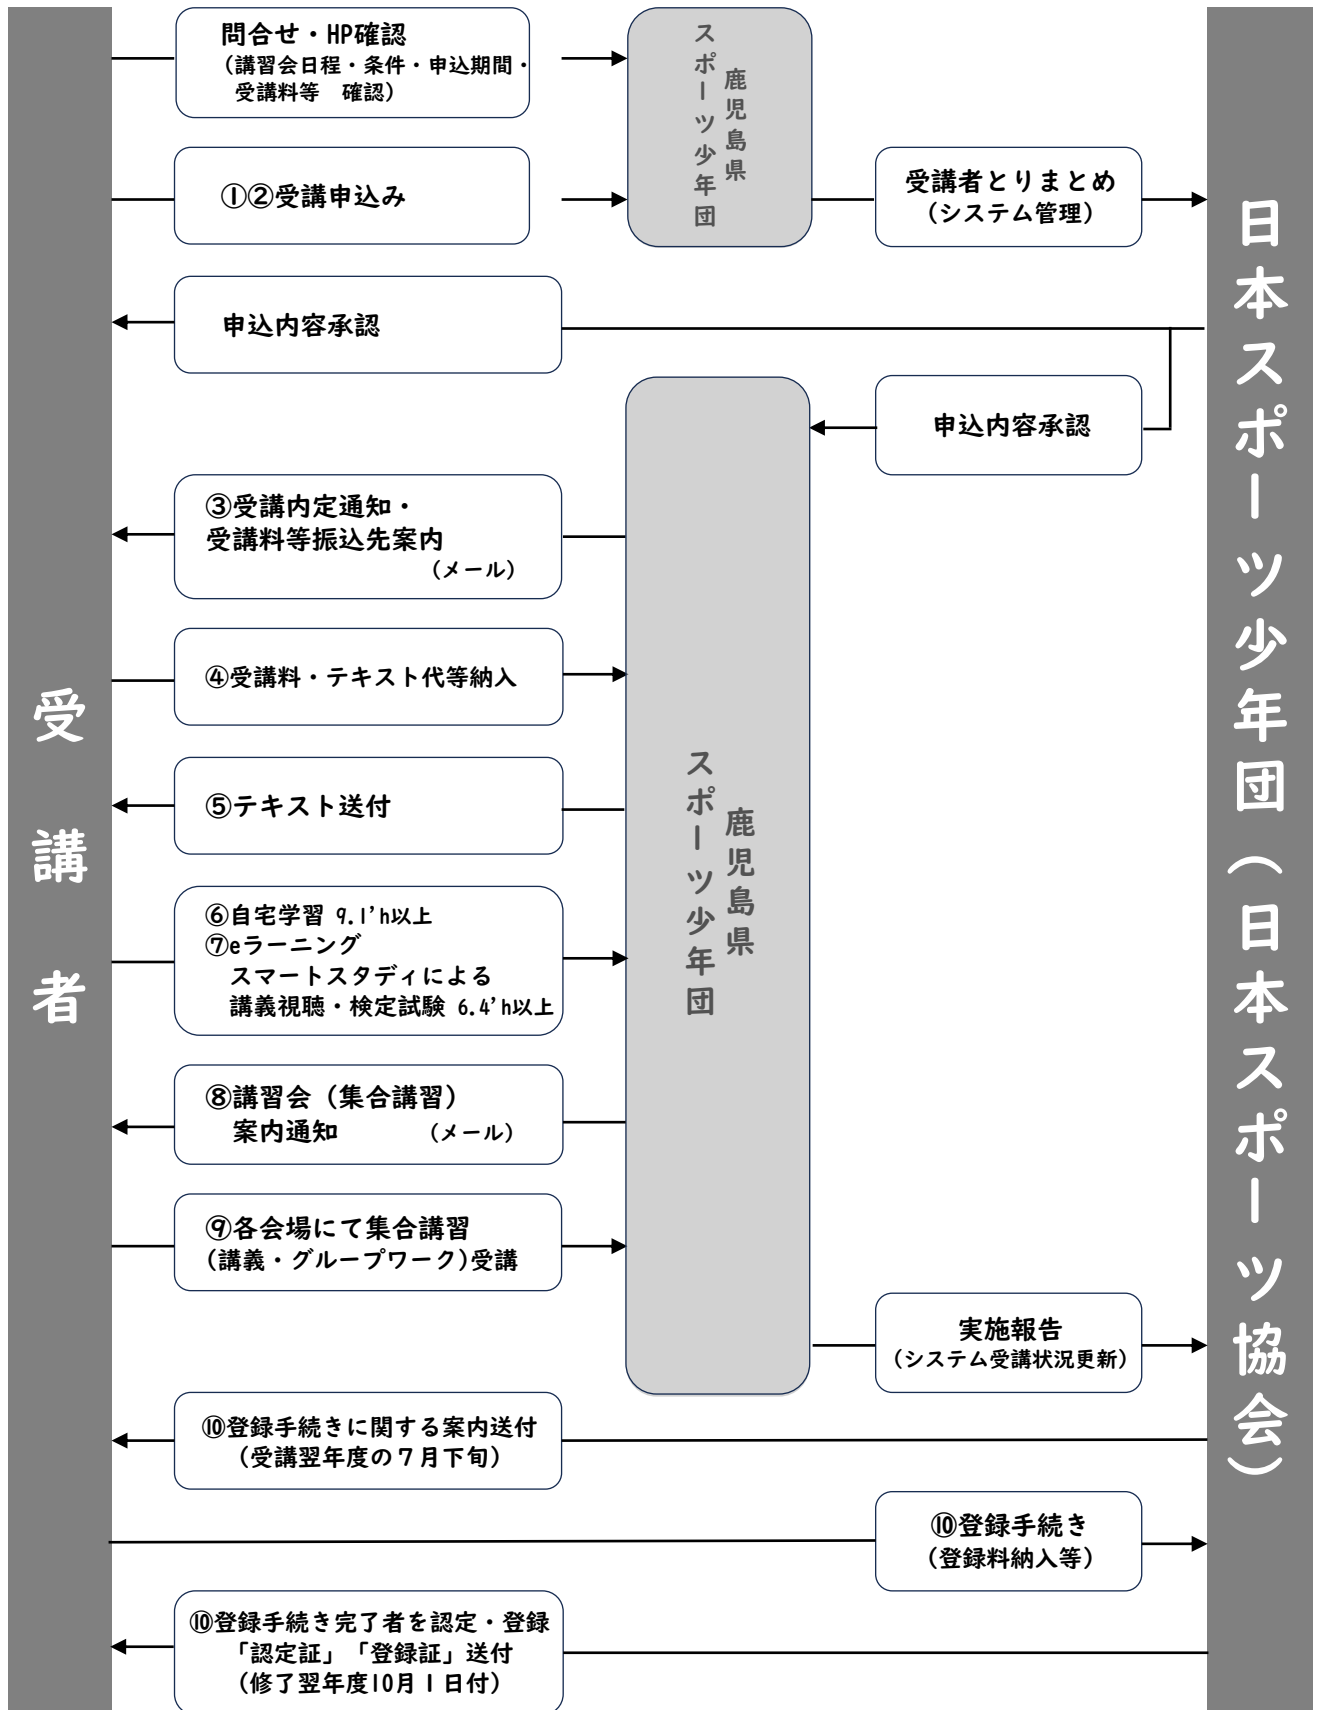 問合せ・HP確認
（講習会日程・条件・申込期間・
受講料等　確認）
鹿児島県
スポーツ少年団
①②受講申込み
受講者とりまとめ
（システム管理）
申込内容承認
申込内容承認
③受講内定通知・
受講料等振込先案内
（メール）
④受講料・テキスト代等納入
⑤テキスト送付
⑥自宅学習 9.1'h以上
⑦eラーニング
スマートスタディによる
講義視聴・検定試験 6.4'h以上
⑧講習会（集合講習）
案内通知　（メール）
⑨各会場にて集合講習
(講義・グループワーク)受講
鹿児島県
スポーツ少年団
実施報告
（システム受講状況更新）
⑩登録手続きに関する案内送付
（受講翌年度の７月下旬）
⑩登録手続き
（登録料納入等）
⑩登録手続き完了者を認定・登録
「認定証」「登録証」送付
（修了翌年度10月１日付）
受講者
日本スポーツ少年団（日本スポーツ協会）